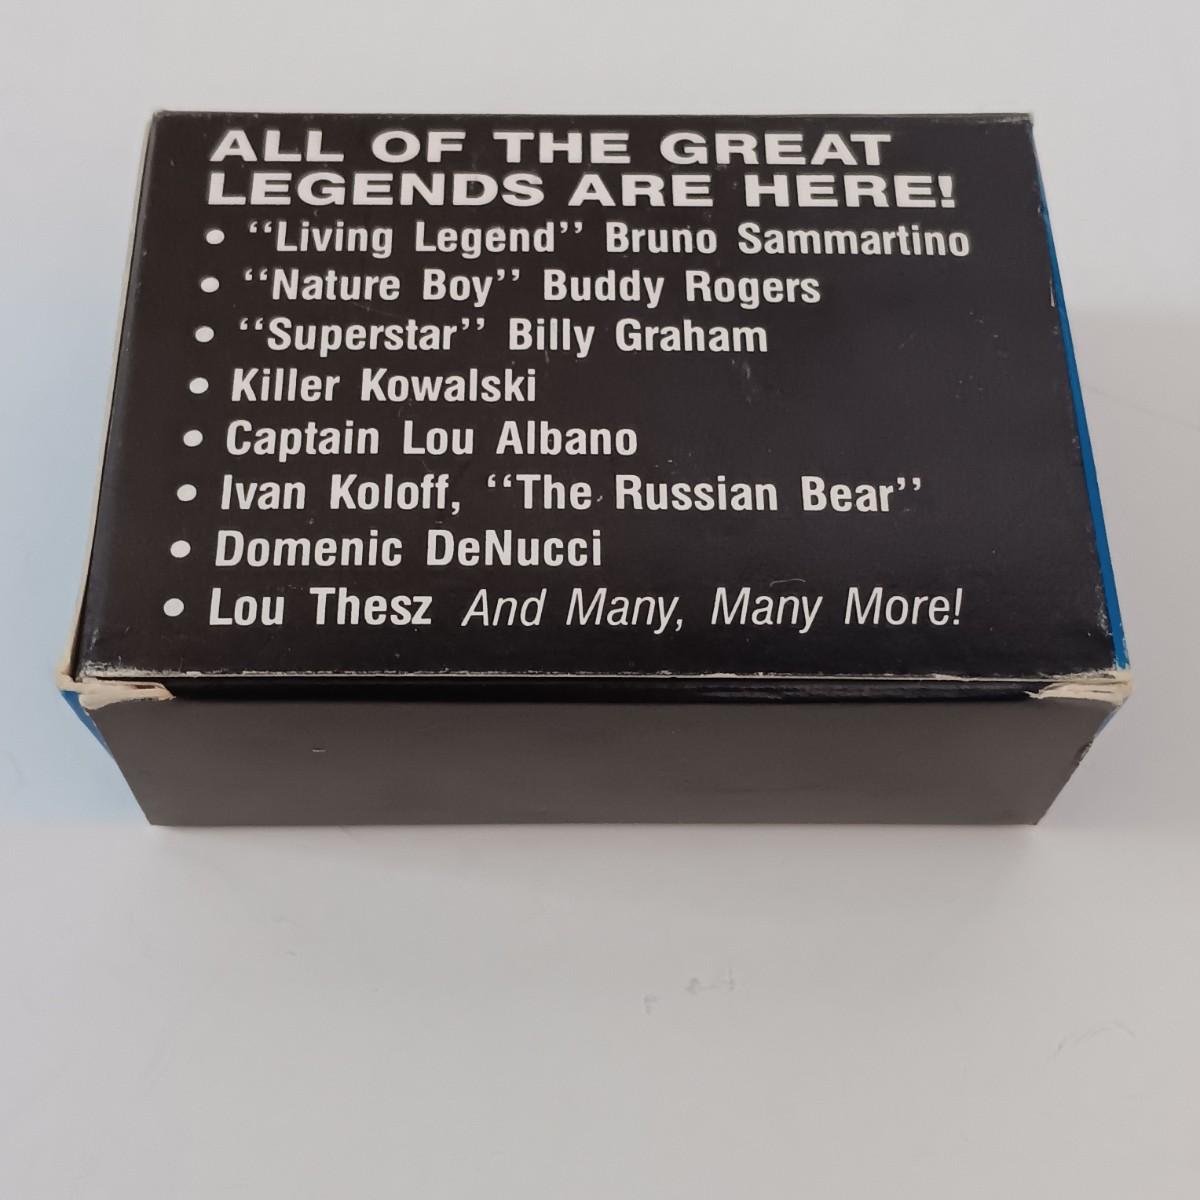 ALL OF THE GREAT
LEGENDS ARE HERE!
• “Living Legend” Bruno Sammartino
• “Nature Boy” Buddy Rogers
• “Superstar” Billy Graham
• Killer Kowalski
• Captain Lou Albano
• Ivan Koloff, “The Russian Bear”
• Domenic DeNucci
• Lou Thesz And Many, Many More!